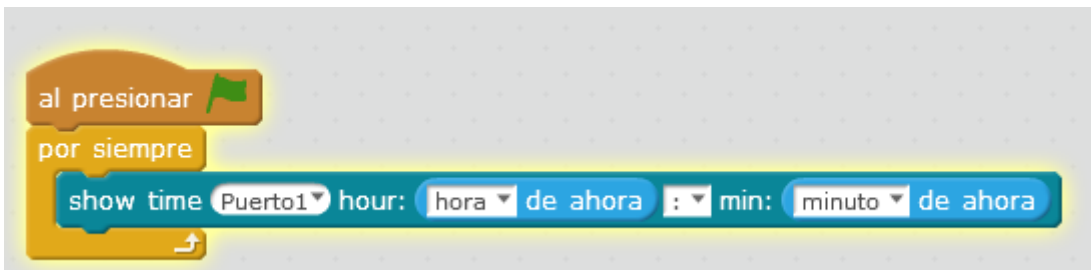 al presionar
por siempre
show time Puerto1 hour: hora de ahora : min: minuto de ahora